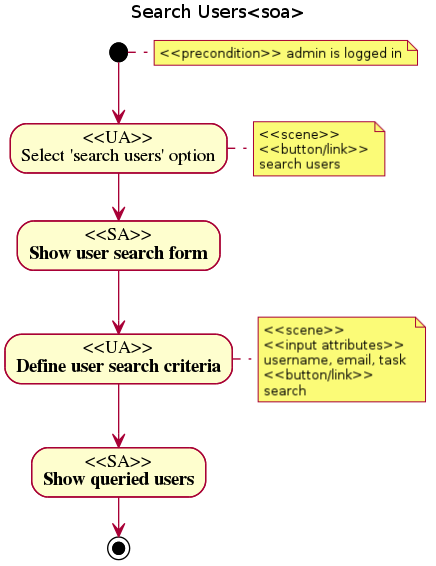 Search Users<soa>
<<precondition>> admin is logged in
<<UA>>
Select 'search users' option
<<scene>>
<<button/link>>
search users
<<SA>>
Show user search form
<<UA>>
Define user search criteria
<<scene>>
<<input attributes>>
username, email, task
<<button/link>>
search
<<SA>>
Show queried users